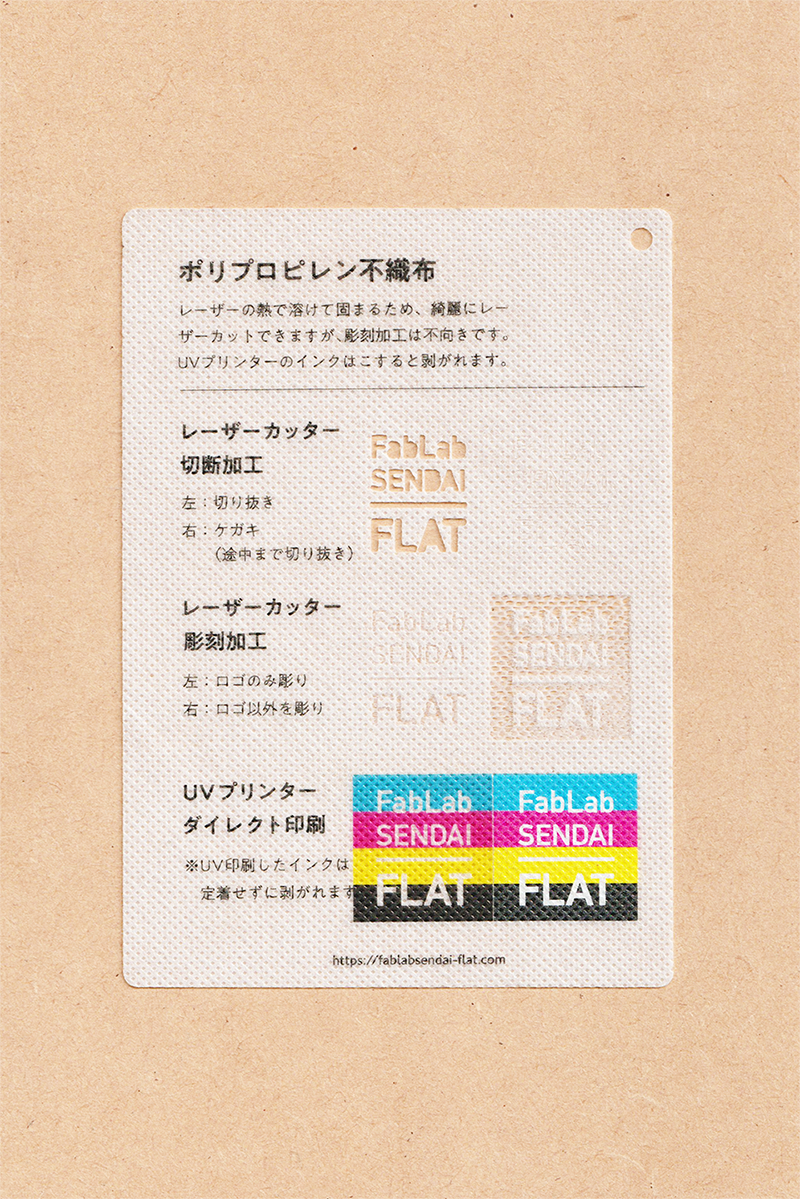 ポリプロピレン不織布
レーザーの熱で溶けて固まるため、綺麗にレー
ザーカットできますが、彫刻加工は不向きです。
UVプリンターのインクはこすると剥がれます。
レーザーカッター
切断加工
左：切り抜き
右：ケガキ
（途中まで切り抜き）
FabLab
SENDAI
FLAT
レーザーカッター
彫刻加工
左：ロゴのみ彫り
右：ロゴ以外を彫り
FabLab
SENDAI
FLAT
FabLab
SENDAI
FLAT
UVプリンター
ダイレクト印刷
※UV印刷したインクは
定着せずに剥がれます
FabLab
SENDAI
FLAT
FabLab
SENDAI
FLAT
https://fablabsendai-flat.com